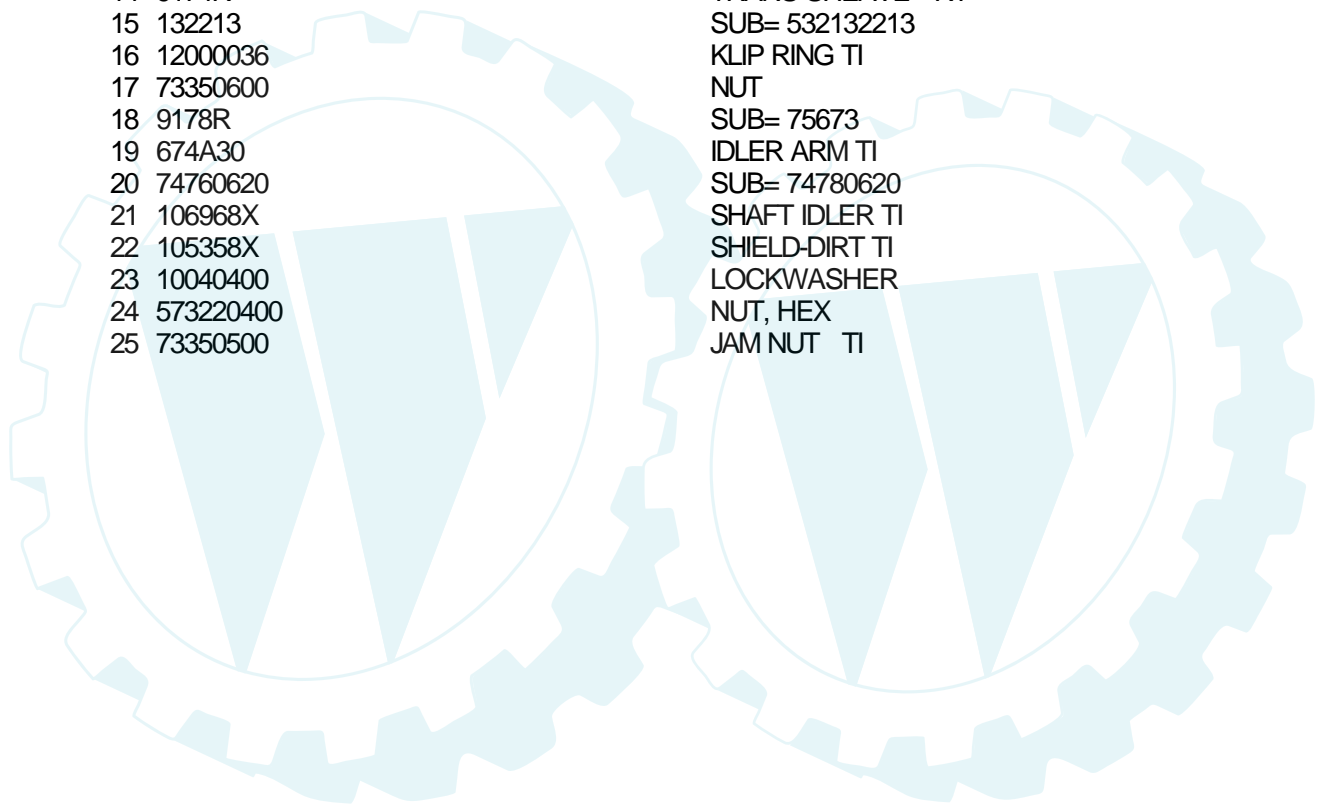 15 132213 SUB= 532132213
16 12000036 KLIP RING TI
17 73350600 NUT
18 9178R SUB= 75673
19 674A30 IDLER ARM TI
20 74760620 SUB= 74780620
21 106968X SHAFT IDLER TI
22 105358X SHIELD-DIRT TI
23 10040400 LOCKWASHER
24 573220400 NUT, HEX
25 73350500 JAM NUT TI